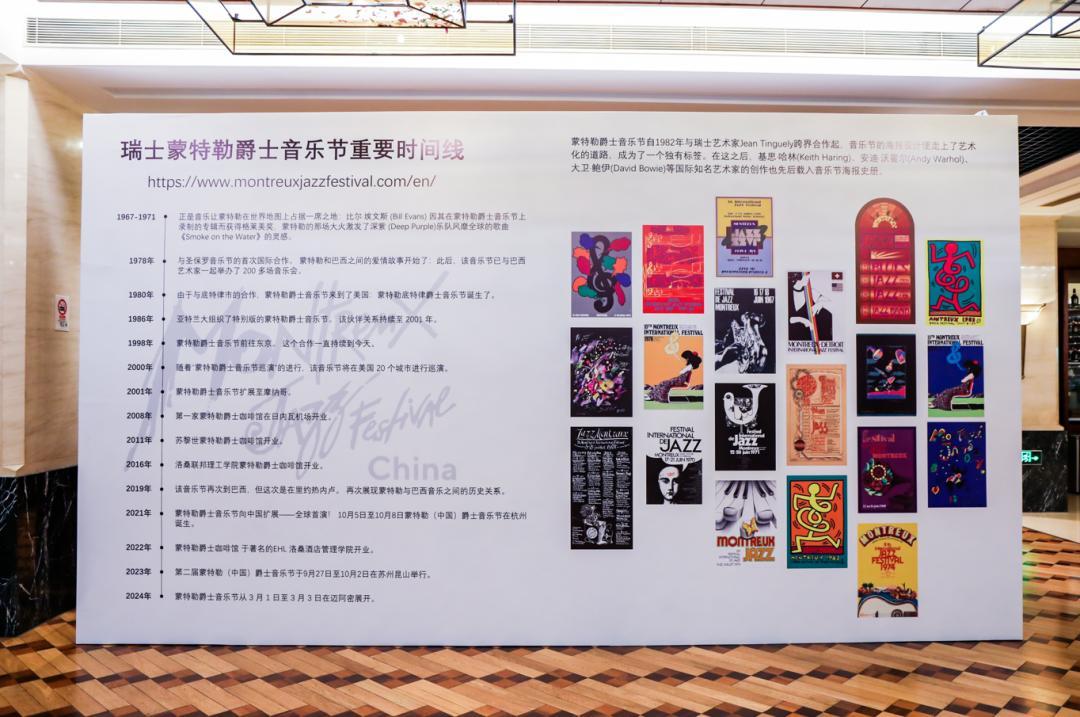 瑞士蒙特勒爵士音乐节重要时间线
https://www.montreuxjazzfestival.com/en/
1967-1971 正是音乐让蒙特勒在世界地图上占据一席之地：比尔·埃文斯 (Bill Evans) 因其在蒙特勒爵士音乐节上
录制的专辑而获得格莱美奖，蒙特勒的那场大火激发了深紫 (Deep Purple)乐队风靡全球的歌曲
《Smoke on the Water》的灵感。
1978年 与圣保罗音乐节的首次国际合作。 蒙特勒和巴西之间的爱情故事开始了：此后，该音乐节已与巴西
艺术家一起举办了 200 多场音乐会。
1980年 由于与底特律市的合作，蒙特勒爵士音乐节来到了美国：蒙特勒底特律爵士音乐节诞生了。
1986年 亚特兰大组织了特别版的蒙特勒爵士音乐节。 该伙伴关系持续至 2001 年。
1998年 蒙特勒爵士音乐节前往东京。 这个合作一直持续到今天。
2000年 随着“蒙特勒爵士音乐节巡演”的进行，该音乐节将在美国 20 个城市进行巡演。
2001年 蒙特勒爵士音乐节扩展至摩纳哥。
2008年 第一家蒙特勒爵士咖啡馆在日内瓦机场开业。
2011年 苏黎世蒙特勒爵士咖啡馆开业。
2016年 洛桑联邦理工学院蒙特勒爵士咖啡馆开业。
2019年 该音乐节再次到巴西，但这次是在里约热内卢。 再次展现蒙特勒与巴西音乐之间的历史关系。
2021年 蒙特勒爵士音乐节向中国扩展——全球首演！ 10月5日至10月8日蒙特勒（中国）爵士音乐节在杭州
诞生。
2022年 蒙特勒爵士咖啡馆 于著名的EHL 洛桑酒店管理学院开业。
2023年 第二届蒙特勒（中国）爵士音乐节于9月27日至10月2日在苏州昆山举行。
2024年 蒙特勒爵士音乐节从 3 月 1 日至 3 月 3 日在迈阿密展开。
Festival
China
蒙特勒爵士音乐节自1982年与瑞士艺术家Jean Tinguely跨界合作起，音乐节的海报设计便走上了艺术
化的道路，成为了一个独有标签。在这之后，基思·哈林(Keith Haring)、安迪·沃霍尔(Andy Warhol)、
大卫·鲍伊(David Bowie)等国际知名艺术家的创作也先后载入音乐节海报史册。
FESTIVAL
DE JAZZ
MONTREUX
JUIN 1967
MONTREUX-DETROIT
INTERNATIONAL JAZZ FESTIVAL
MONTREUX
INTERNATIONAL FESTIVAL
FESTIVAL
INTERNATIONAL
DE JAZZ
MONTREUX
Festival
Jazz
MONTREUX
JAZZ
festival
MONTREUX
FESTIVAL
1974